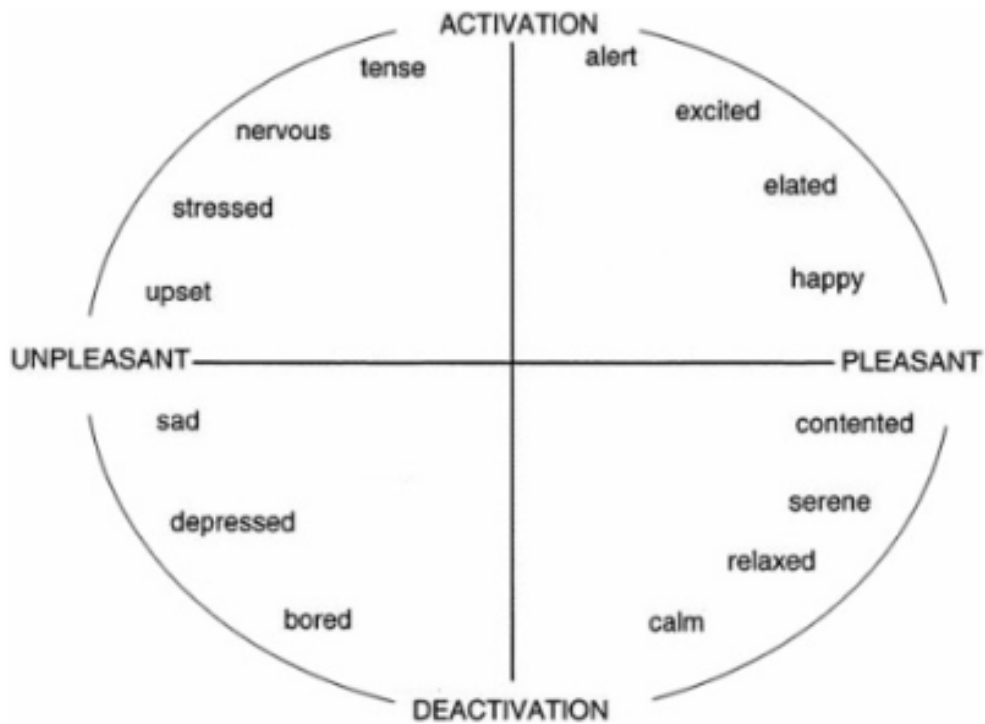 ACTIVATION
tense
alert
nervous
excited
stressed
elated
upset
happy
UNPLEASANT
PLEASANT
sad
contented
depressed
serene
relaxed
bored
calm
DEACTIVATION